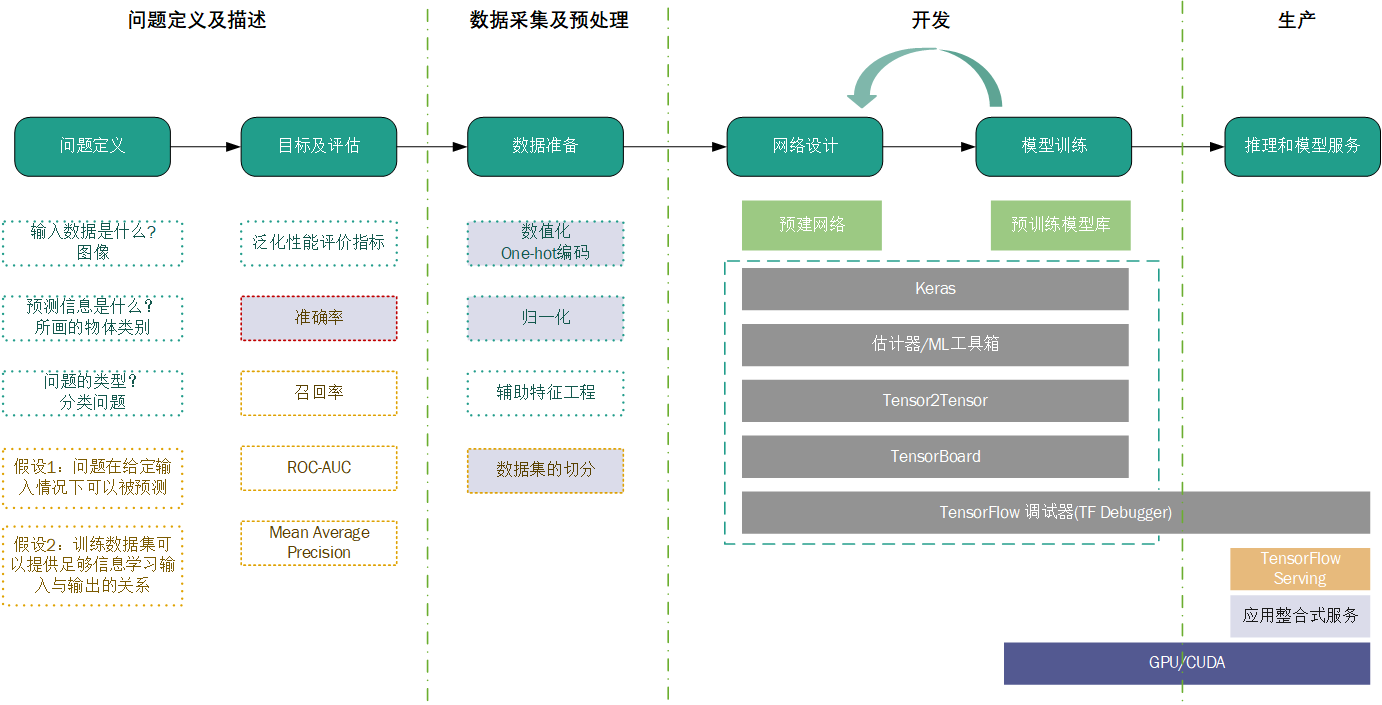 问题定义及描述
数据采集及预处理
开发
生产
问题定义
目标及评估
数据准备
网络设计
模型训练
推理和模型服务
输入数据是什么?
图像
预测信息是什么?
所画的物体类别
问题的类型?
分类问题
假设1：问题在给定输
入情况下可以被预测
假设2：训练数据集可
以提供足够信息学习输
入与输出的关系
泛化性能评价指标
准确率
召回率
ROC-AUC
Mean Average
Precision
数值化
One-hot编码
归一化
辅助特征工程
数据集的切分
预建网络
预训练模型库
Keras
估计器/ML工具箱
Tensor2Tensor
TensorBoard
TensorFlow 调试器(TF Debugger)
TensorFlow
Serving
应用整合式服务
GPU/CUDA